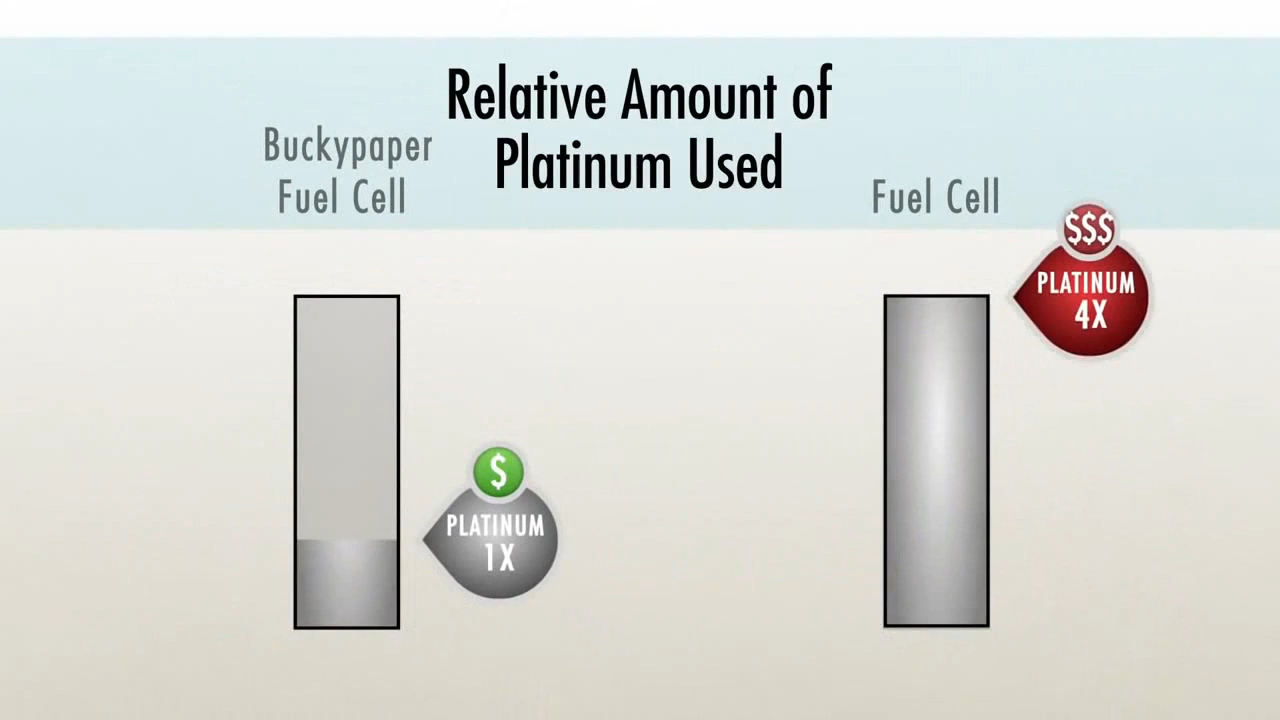 Relative Amount of
Platinum Used
Buckypaper
Fuel Cell
Fuel Cell
$$$
PLATINUM
4X
$
PLATINUM
1X